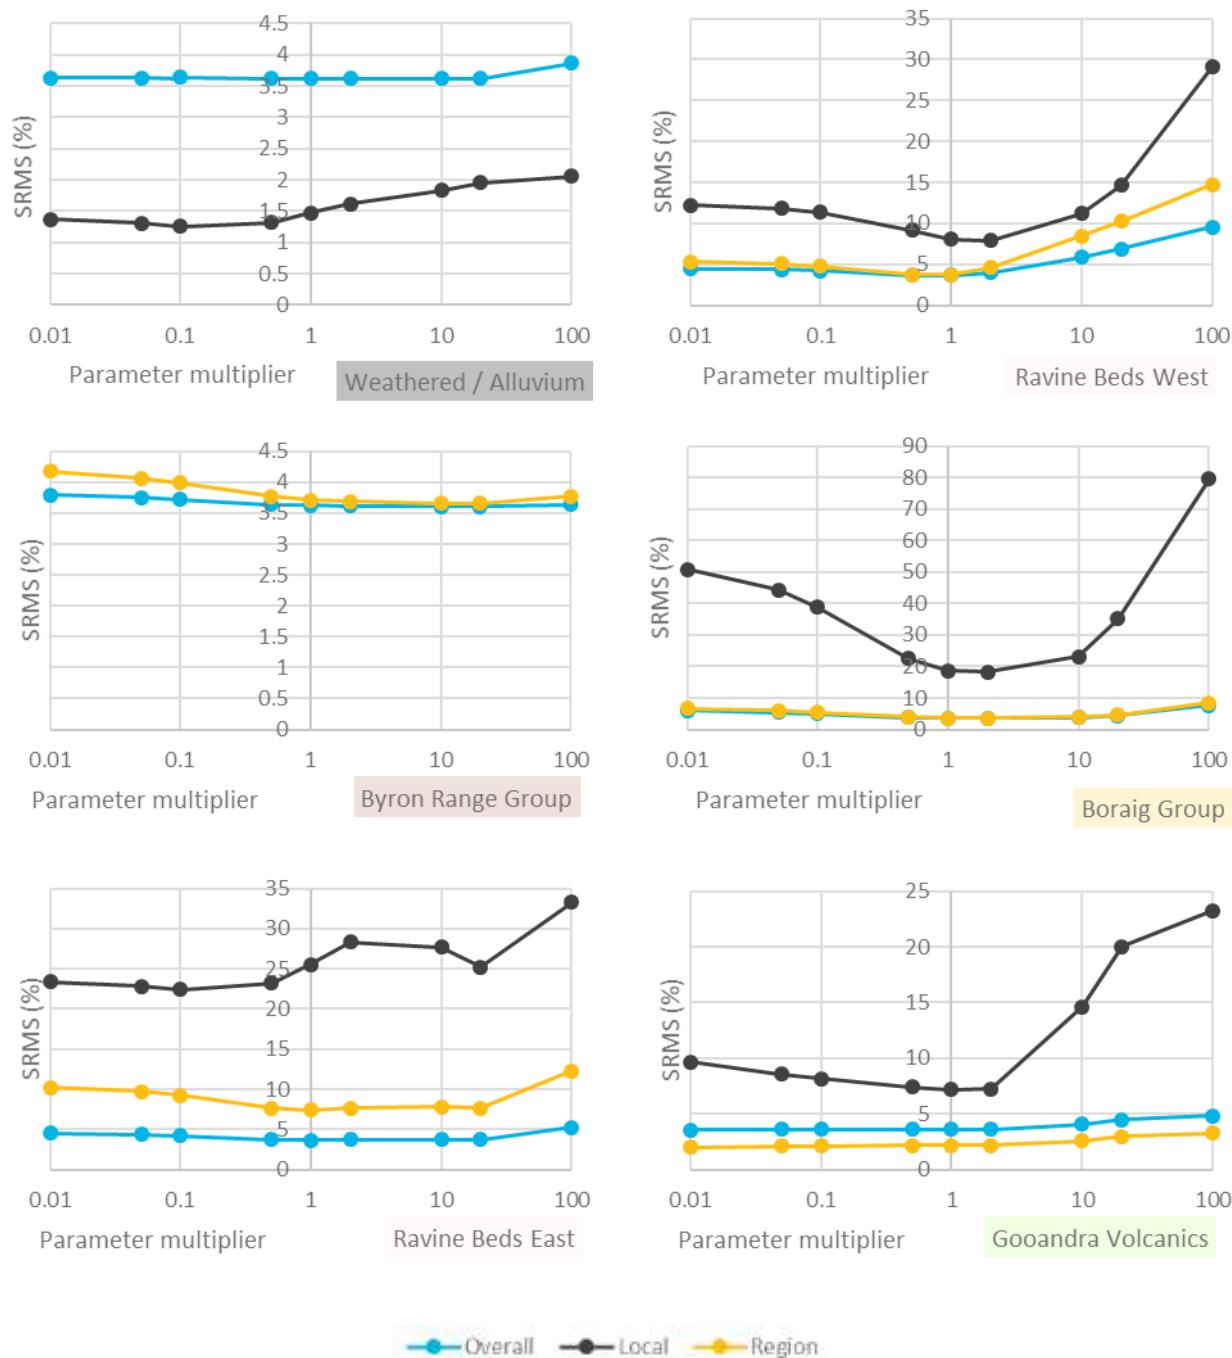 4.5
4
3.5
3
2.5
2
1.5
1
0.5
0
SRMS (%)
0.01 0.1 1 10 100
Parameter multiplier
Weathered / Alluvium
35
30
25
20
15
10
5
0
SRMS (%)
0.01 0.1 1 10 100
Parameter multiplier
Ravine Beds West
4.5
4
3.5
3
2.5
2
1.5
1
0.5
0
SRMS (%)
0.01 0.1 1 10 100
Parameter multiplier
Byron Range Group
90
80
70
60
50
40
30
20
10
0
SRMS (%)
0.01 0.1 1 10 100
Parameter multiplier
Boraig Group
35
30
25
20
15
10
5
0
SRMS (%)
0.01 0.1 1 10 100
Parameter multiplier
Ravine Beds East
25
20
15
10
5
0
SRMS (%)
0.01 0.1 1 10 100
Parameter multiplier
Gooandra Volcanics
Overall Local Region